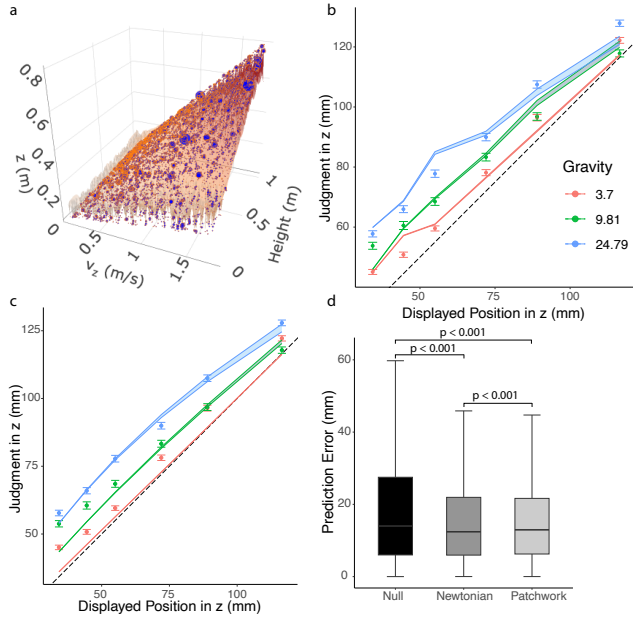 a
0.8
0.6
0.4
0.2
z (m)
0
0.5
1.0
1.5
v_z (m/s)
0
0.5
1
Height (m)
b
120
100
80
60
Judgment in z (mm)
50
75
100
Displayed Position in z (mm)
Gravity
3.7
9.81
24.79
c
125
100
75
50
Judgment in z (mm)
50
75
100
Displayed Position in z (mm)
d
p < 0.001
p < 0.001
p < 0.001
60
40
20
0
Prediction Error (mm)
Null
Newtonian
Patchwork